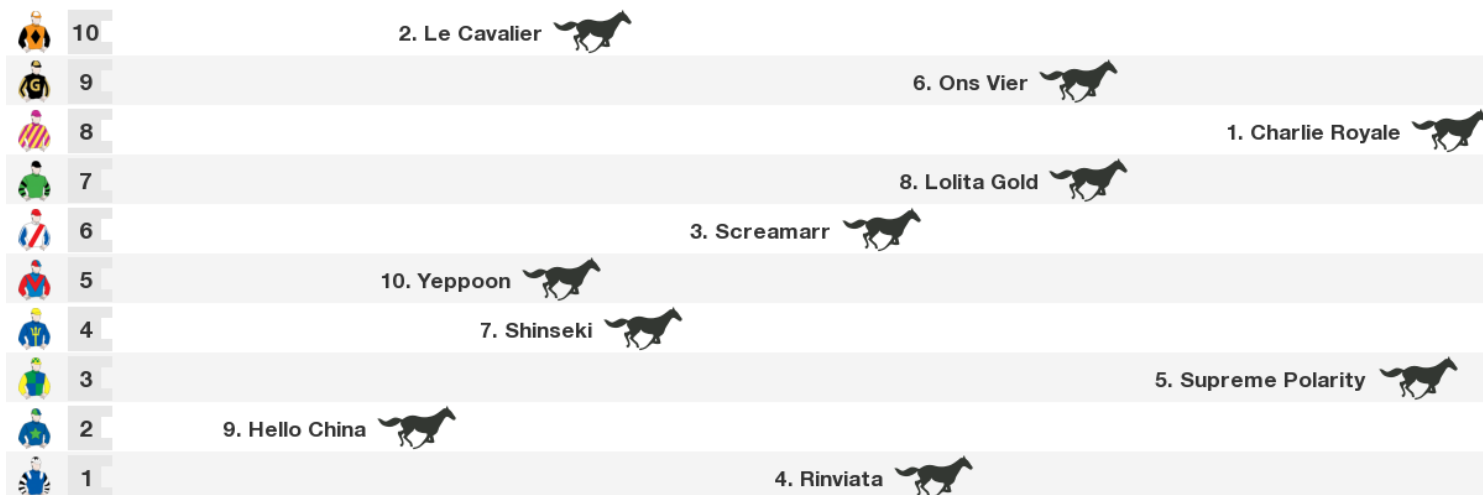 10 2. Le Cavalier
G 9 6. Ons Vier
8 1. Charlie Royale
7 8. Lolita Gold
6 3. Screamarr
5 10. Yeppoon
4 7. Shinseki
3 5. Supreme Polarity
2 9. Hello China
1 4. Rinviata